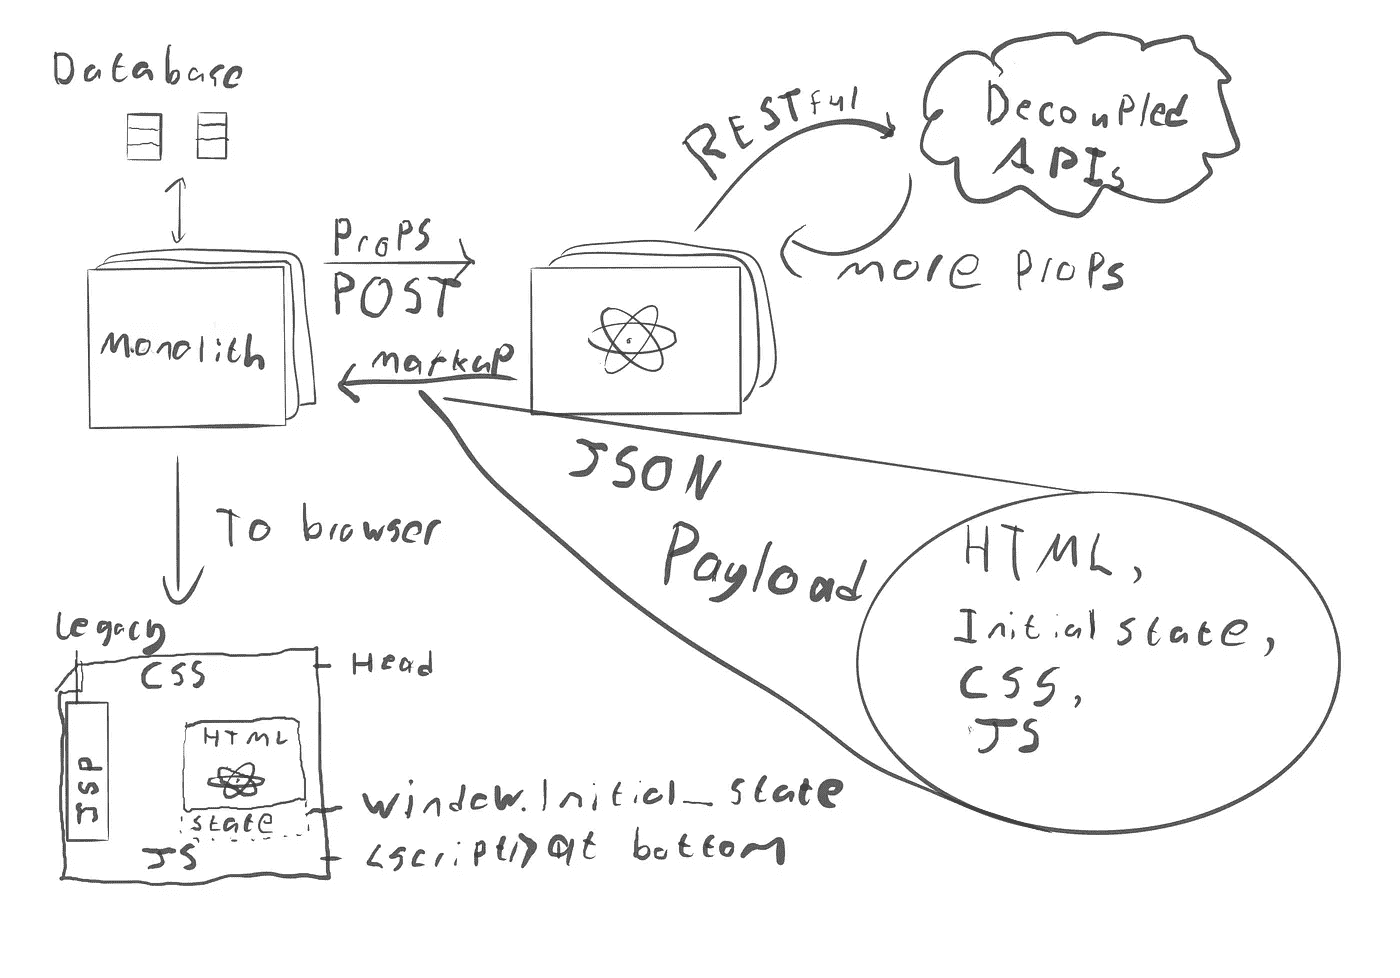 Database
RESTful
Decoupled
APIs
Props
POST
more props
Monolith
markup
JSON
Payload
To browser
HTML,
Initial state,
CSS,
JS
Legacy
CSS
Head
HTML
JSP
window.Initial_state
state
JS
<script/> at bottom